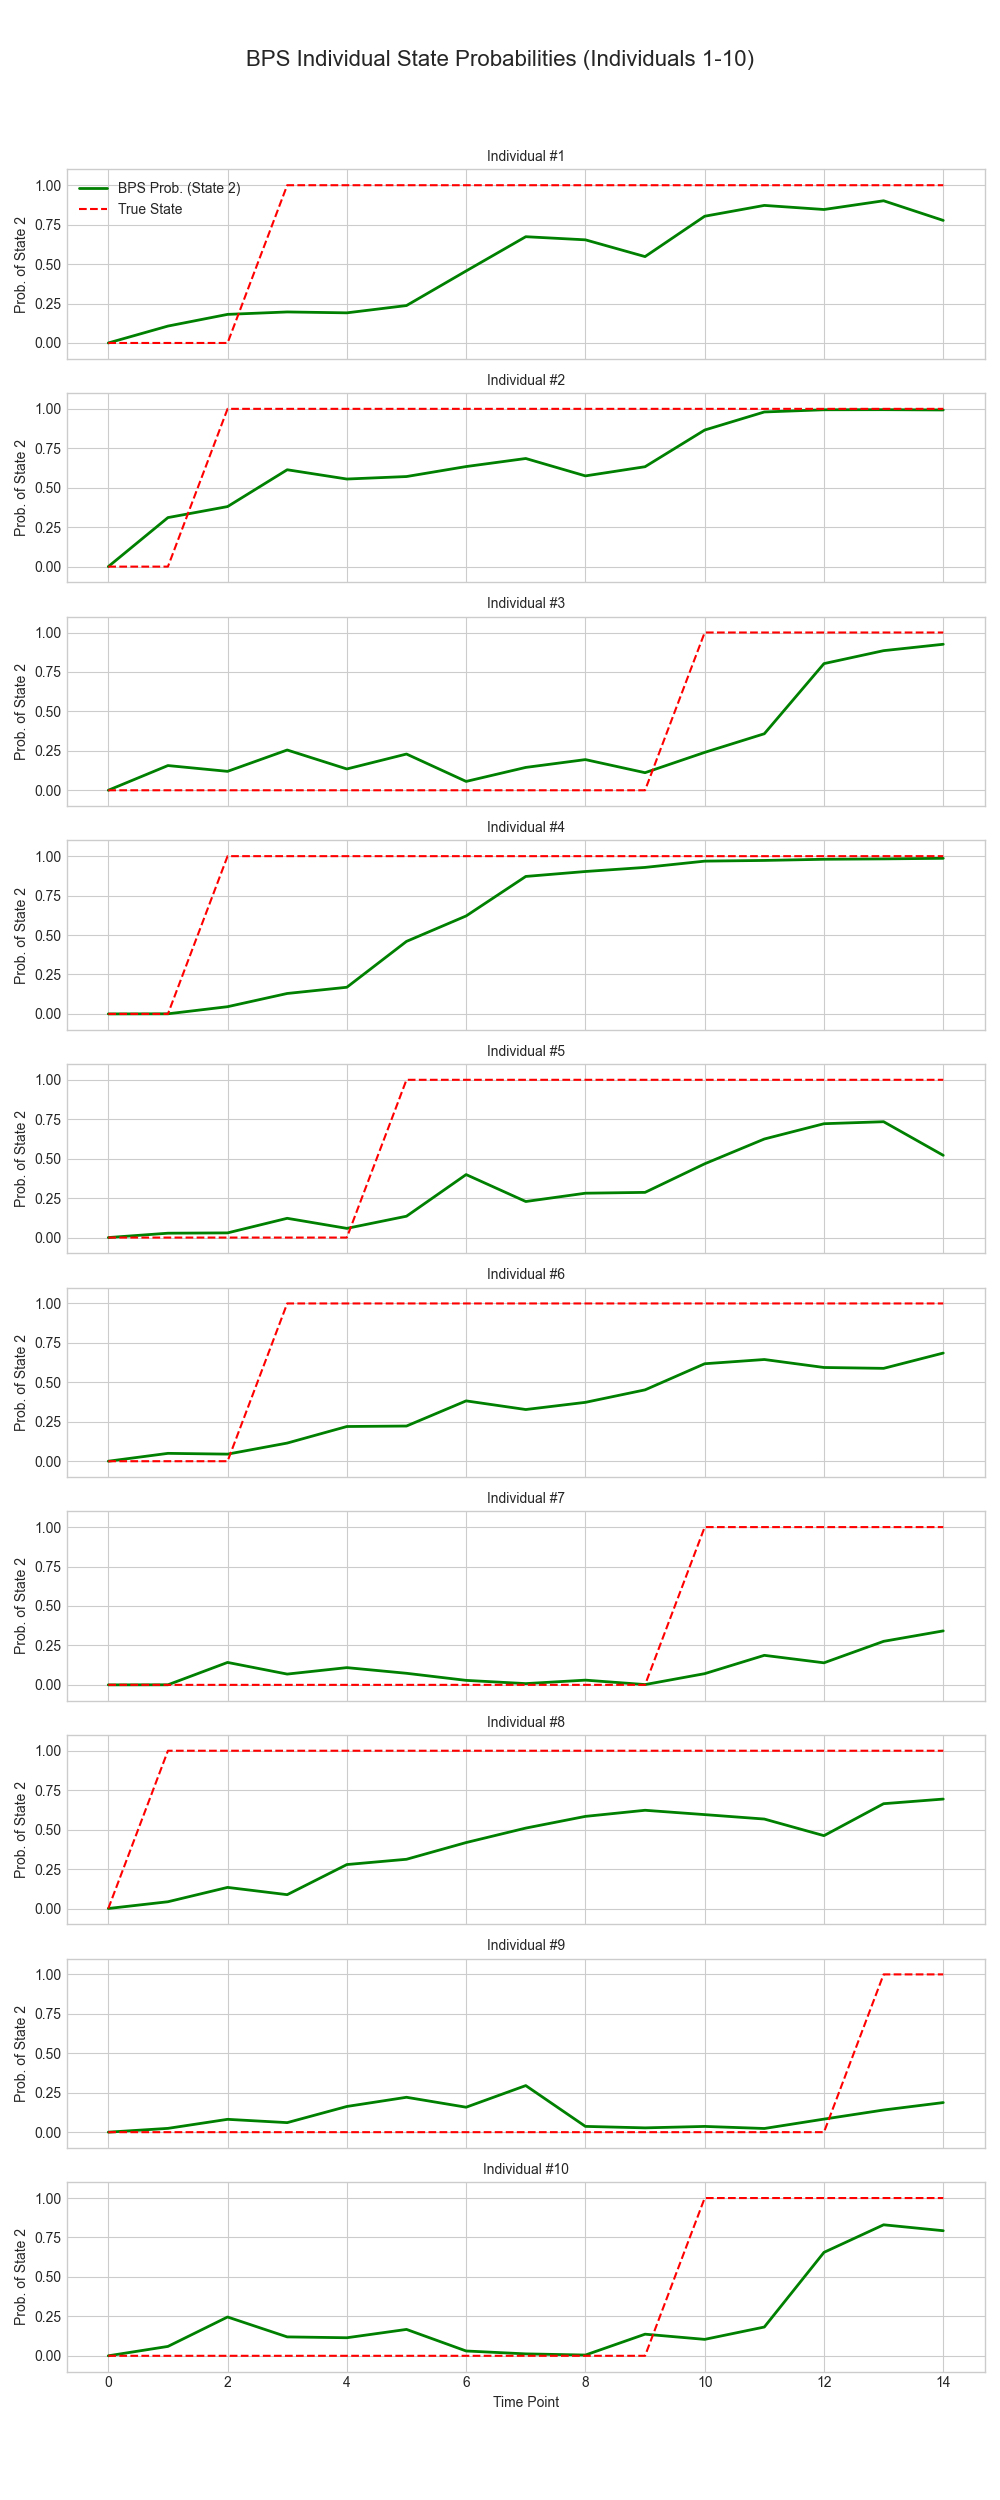 BPS Individual State Probabilities (Individuals 1-10)
Individual #1
BPS Prob. (State 2)
True State
Prob. of State 2
1.00
0.75
0.50
0.25
0.00
Individual #2
Prob. of State 2
1.00
0.75
0.50
0.25
0.00
Individual #3
Prob. of State 2
1.00
0.75
0.50
0.25
0.00
Individual #4
Prob. of State 2
1.00
0.75
0.50
0.25
0.00
Individual #5
Prob. of State 2
1.00
0.75
0.50
0.25
0.00
Individual #6
Prob. of State 2
1.00
0.75
0.50
0.25
0.00
Individual #7
Prob. of State 2
1.00
0.75
0.50
0.25
0.00
Individual #8
Prob. of State 2
1.00
0.75
0.50
0.25
0.00
Individual #9
Prob. of State 2
1.00
0.75
0.50
0.25
0.00
Individual #10
Prob. of State 2
1.00
0.75
0.50
0.25
0.00
0 2 4 6 8 10 12 14
Time Point